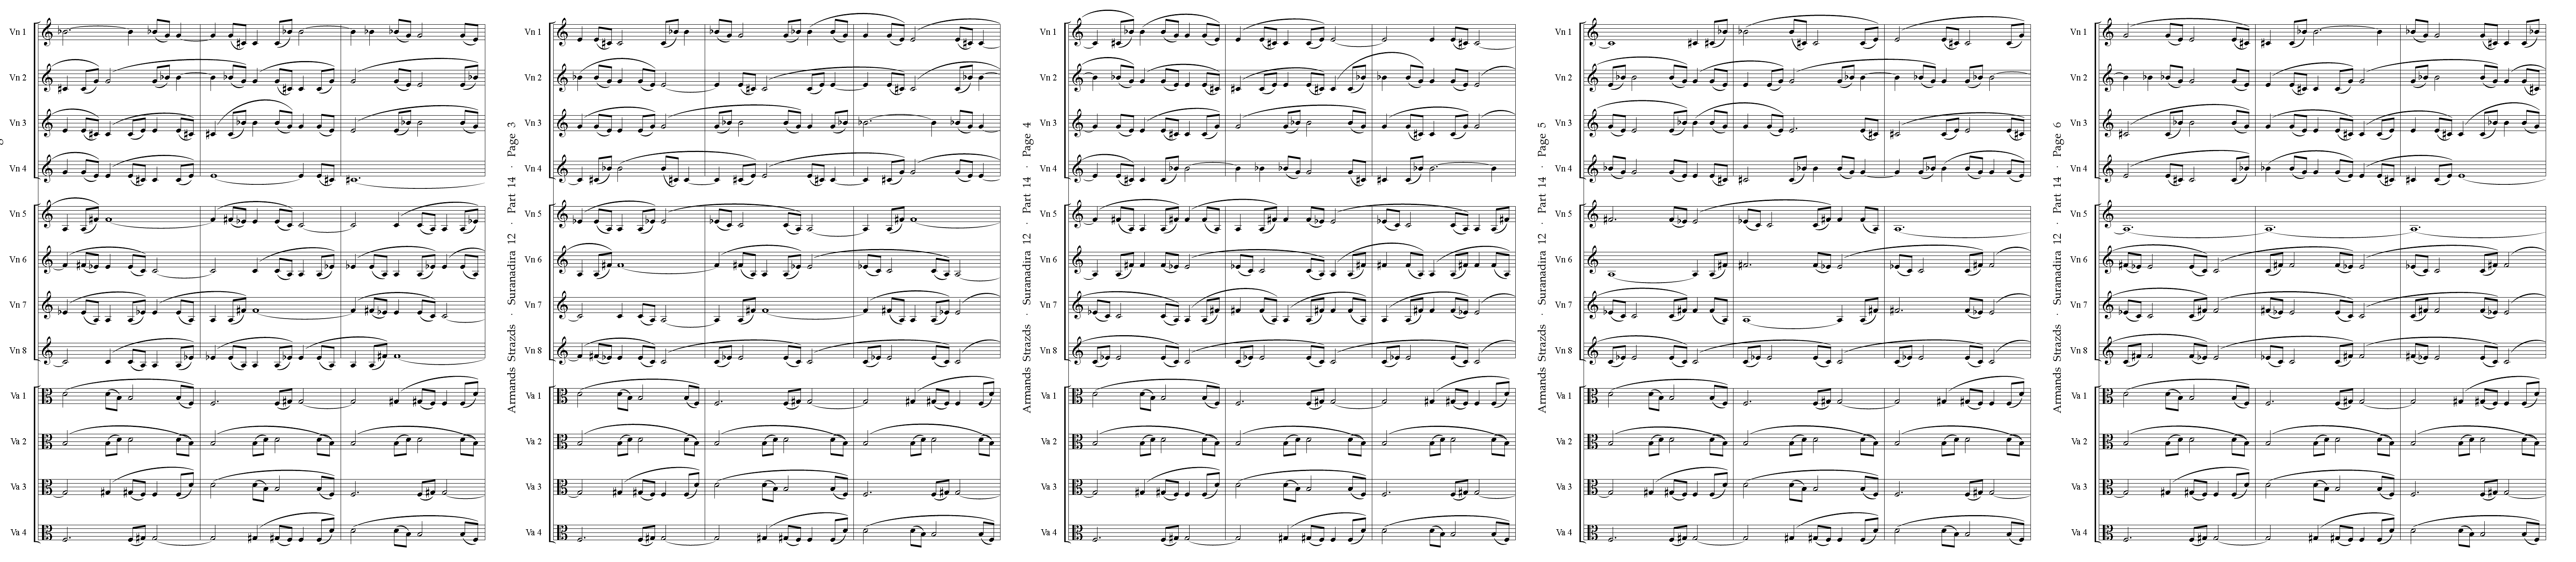 Vn 1
Vn 2
Vn 3
Vn 4
Vn 5
Vn 6
Vn 7
Vn 8
Va 1
Va 2
Va 3
Va 4
Armands Strazds · Suranadira 12 · Part 14 · Page 3
Vn 1
Vn 2
Vn 3
Vn 4
Vn 5
Vn 6
Vn 7
Vn 8
Va 1
Va 2
Va 3
Va 4
Armands Strazds · Suranadira 12 · Part 14 · Page 4
Vn 1
Vn 2
Vn 3
Vn 4
Vn 5
Vn 6
Vn 7
Vn 8
Va 1
Va 2
Va 3
Va 4
Armands Strazds · Suranadira 12 · Part 14 · Page 5
Vn 1
Vn 2
Vn 3
Vn 4
Vn 5
Vn 6
Vn 7
Vn 8
Va 1
Va 2
Va 3
Va 4
Armands Strazds · Suranadira 12 · Part 14 · Page 6
Vn 1
Vn 2
Vn 3
Vn 4
Vn 5
Vn 6
Vn 7
Vn 8
Va 1
Va 2
Va 3
Va 4